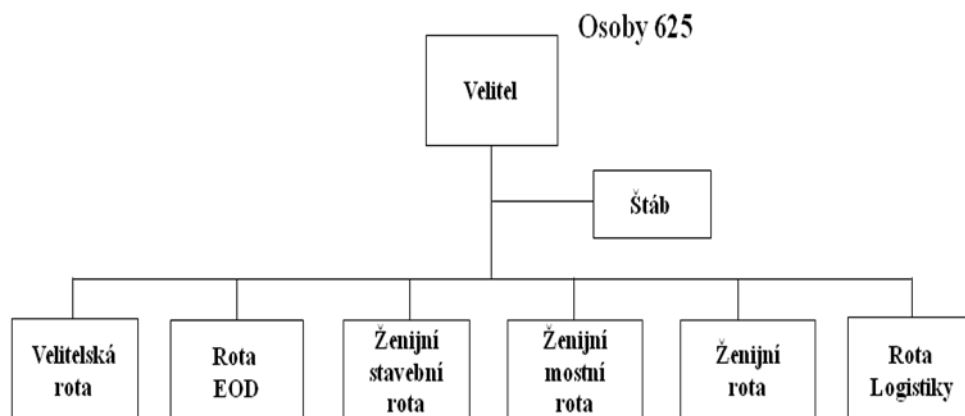 Osoby 625
Velitel
Štáb
Velitelská
rota
Rota
EOD
Ženijní
stavební
rota
Ženijní
mostní
rota
Ženijní
rota
Rota
Logistiky